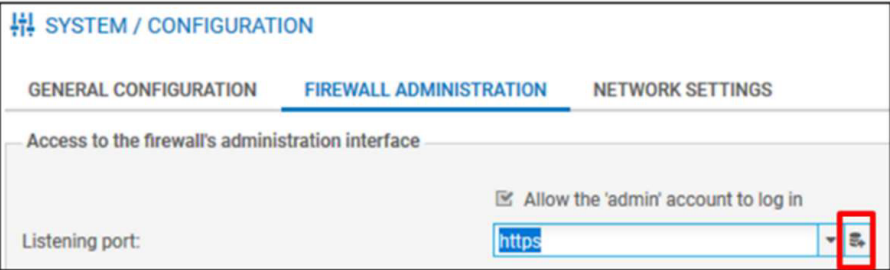 SYSTEM / CONFIGURATION
GENERAL CONFIGURATION FIREWALL ADMINISTRATION NETWORK SETTINGS
Access to the firewall's administration interface
Allow the 'admin' account to log in
Listening port: https